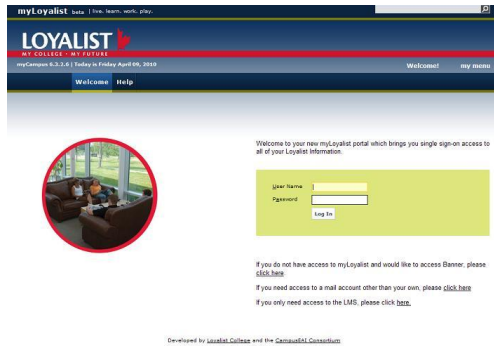 myLoyalist beta | live. learn. work. play.
LOYALIST
MY COLLEGE • MY FUTURE
myCampus 6.3.2.6 | Today is Friday April 09, 2010
Welcome! my menu
Welcome Help
Welcome to your new myLoyalist portal which brings you single sign-on access to
all of your Loyalist Information.
User Name
Password
Log In
If you do not have access to myLoyalist and would like to access Banner, please
click here
If you need access to a mail account other than your own, please click here
If you only need access to the LMS, please click here.
Developed by Loyalist College and the CampusEAI Consortium